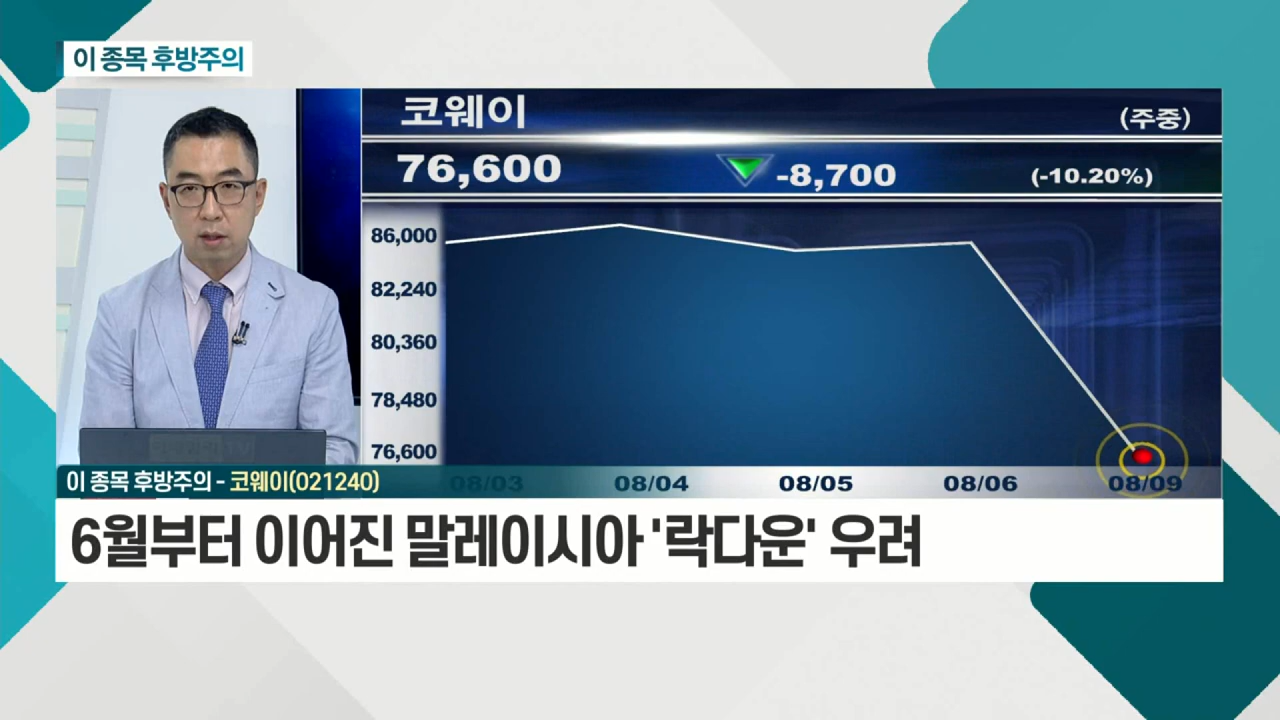 이 종목 후방주의
코웨이
(주중)
76,600
-8,700
(-10.20%)
86,000
82,240
80,360
78,480
76,600
08/03 08/04 08/05 08/06 08/09
이 종목 후방주의 - 코웨이(021240)
6월부터 이어진 말레이시아 '락다운' 우려